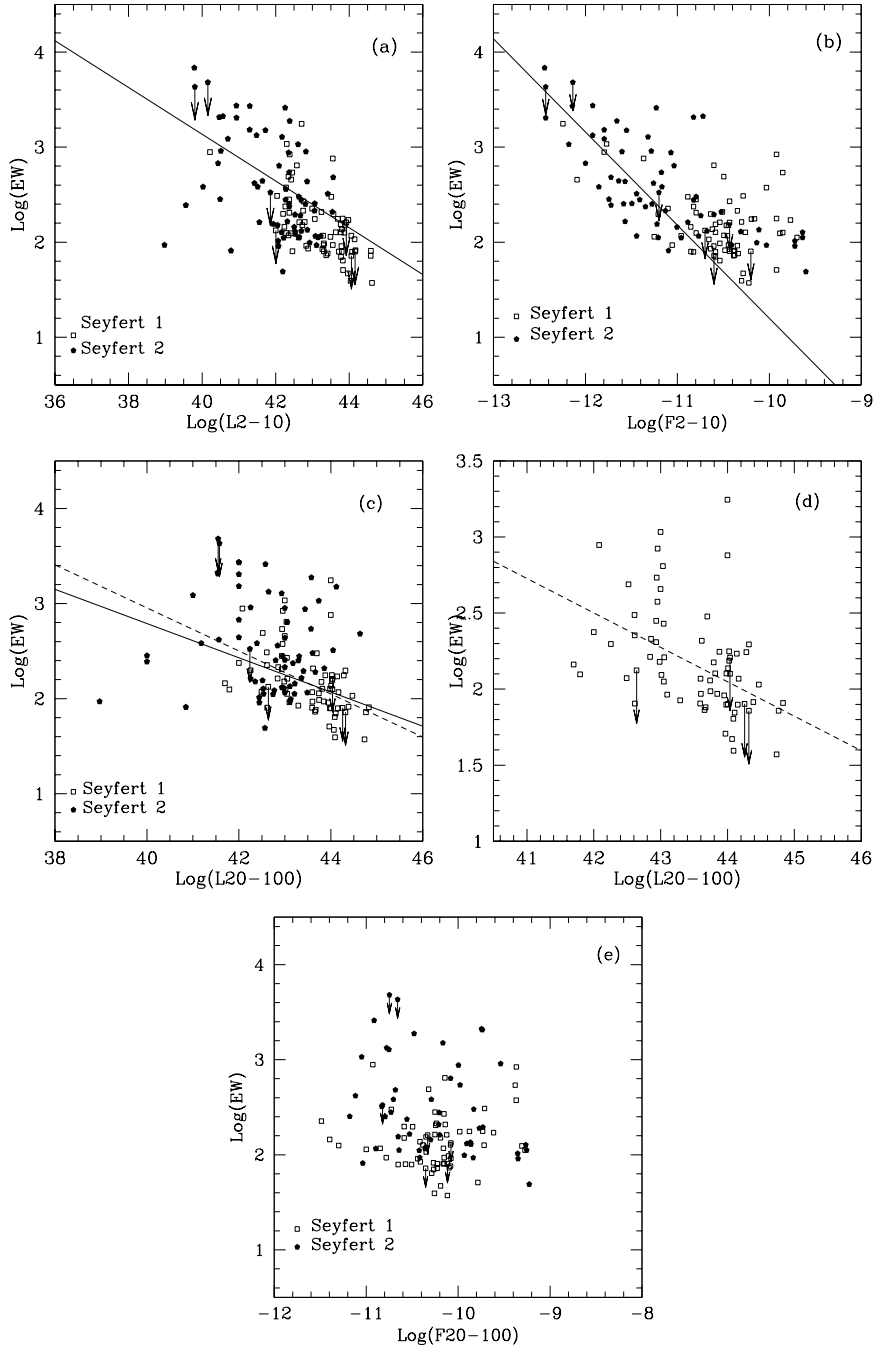 (a)
Log(EW)
4
3
2
1
Seyfert 1
Seyfert 2
36 38 40 42 44 46
Log(L2−10)
(b)
Log(EW)
4
3
2
1
Seyfert 1
Seyfert 2
−13 −12 −11 −10 −9
Log(F2−10)
(c)
Log(EW)
4
3
2
1
Seyfert 1
Seyfert 2
38 40 42 44 46
Log(L20−100)
(d)
Log(EW)
3.5
3
2.5
2
1.5
1
41 42 43 44 45 46
Log(L20−100)
(e)
Log(EW)
4
3
2
1
Seyfert 1
Seyfert 2
−12 −11 −10 −9 −8
Log(F20−100)